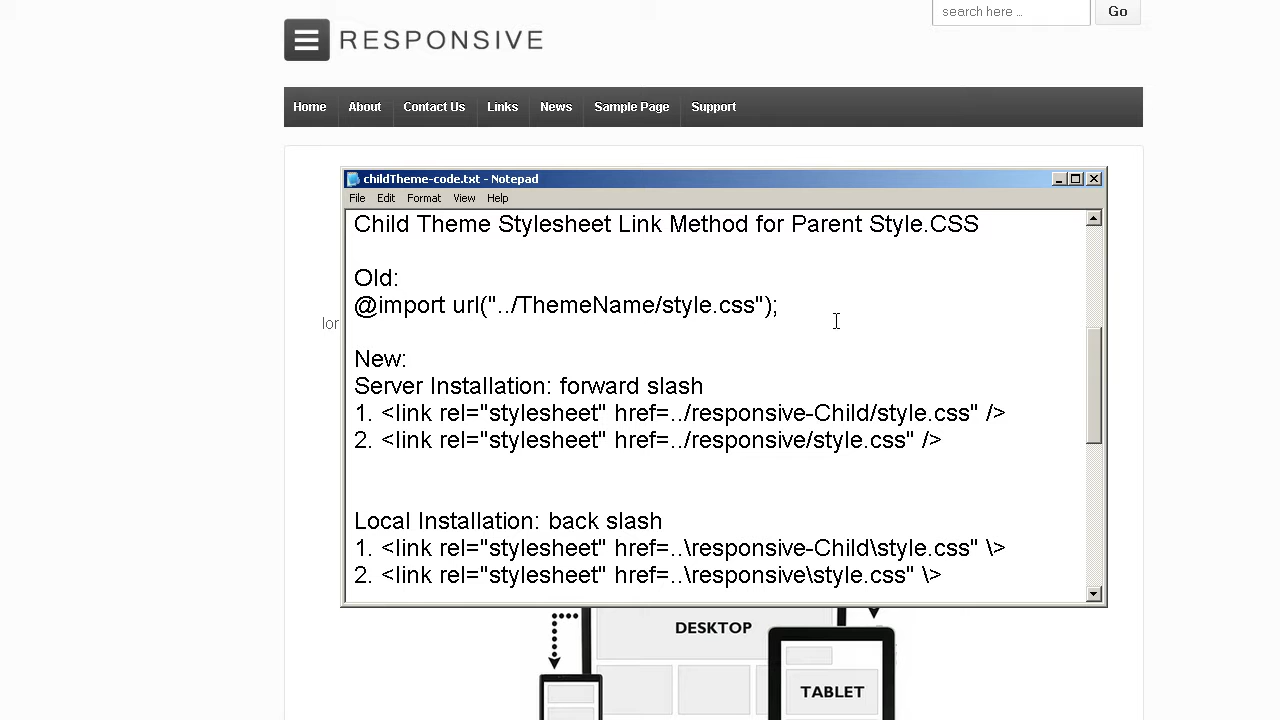 search here ...
Go
RESPONSIVE
Home About Contact Us Links News Sample Page Support
childTheme-code.txt - Notepad
File Edit Format View Help
Child Theme Stylesheet Link Method for Parent Style.CSS
Old:
@import url("../ThemeName/style.css");
lor
New:
Server Installation: forward slash
1. <link rel="stylesheet" href=../responsive-Child/style.css" />
2. <link rel="stylesheet" href=../responsive/style.css" />
Local Installation: back slash
1. <link rel="stylesheet" href=..\responsive-Child\style.css" \>
2. <link rel="stylesheet" href=..\responsive\style.css" \>
DESKTOP
TABLET